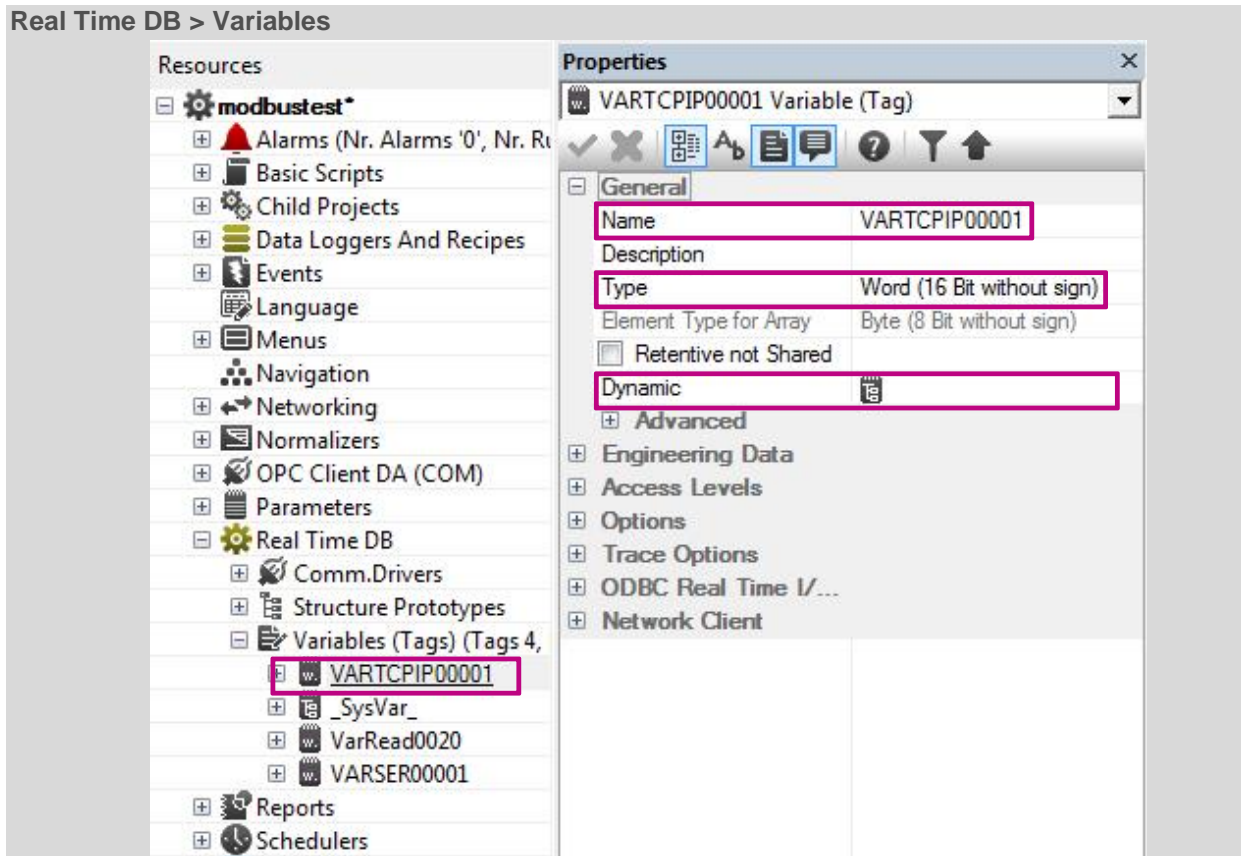 Real Time DB > Variables
Resources
modbustest*
Alarms (Nr. Alarms '0', Nr. Ru
Basic Scripts
Child Projects
Data Loggers And Recipes
Events
Language
Menus
Navigation
Networking
Normalizers
OPC Client DA (COM)
Parameters
Real Time DB
Comm.Drivers
Structure Prototypes
Variables (Tags) (Tags 4,
VARTCPIP00001
_SysVar_
VarRead0020
VARSER00001
Reports
Schedulers
Properties
VARTCPIP00001 Variable (Tag)
General
Name VARTCPIP00001
Description
Type Word (16 Bit without sign)
Element Type for Array Byte (8 Bit without sign)
Retentive not Shared
Dynamic
Advanced
Engineering Data
Access Levels
Options
Trace Options
ODBC Real Time I/...
Network Client